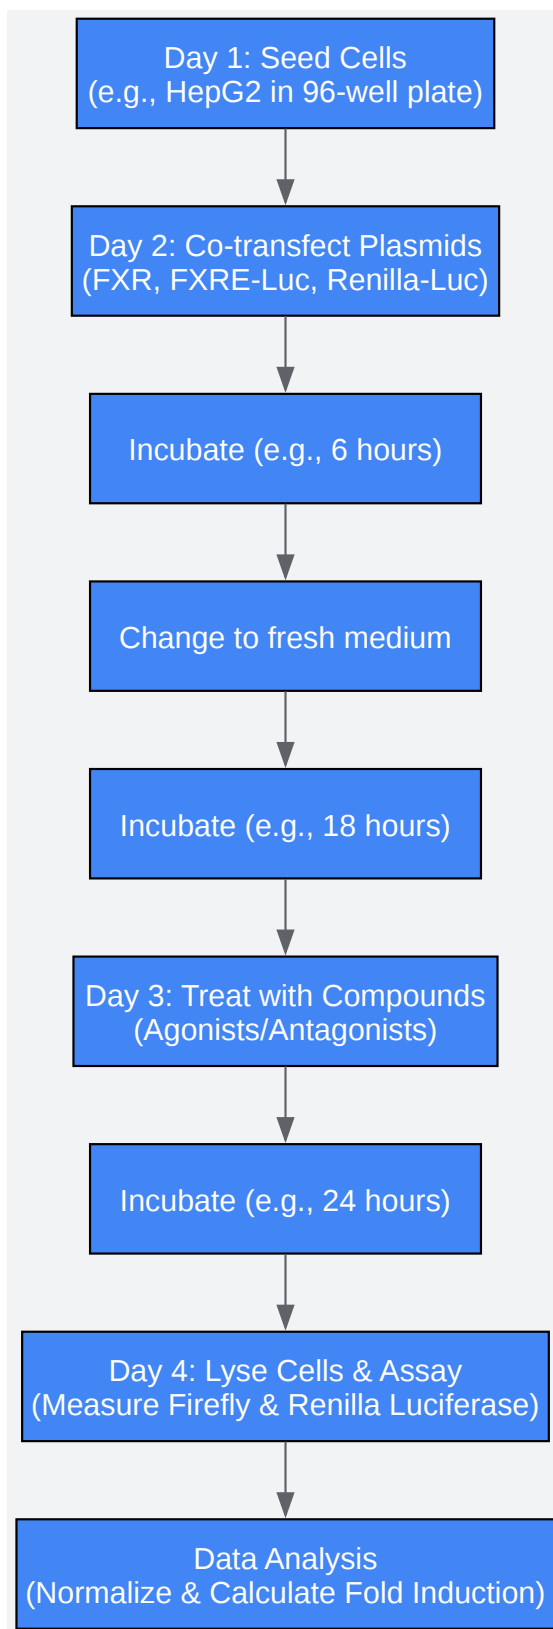 Day 1: Seed Cells
(e.g., HepG2 in 96-well plate)
Day 2: Co-transfect Plasmids
(FXR, FXRE-Luc, Renilla-Luc)
Incubate (e.g., 6 hours)
Change to fresh medium
Incubate (e.g., 18 hours)
Day 3: Treat with Compounds
(Agonists/Antagonists)
Incubate (e.g., 24 hours)
Day 4: Lyse Cells & Assay
(Measure Firefly & Renilla Luciferase)
Data Analysis
(Normalize & Calculate Fold Induction)